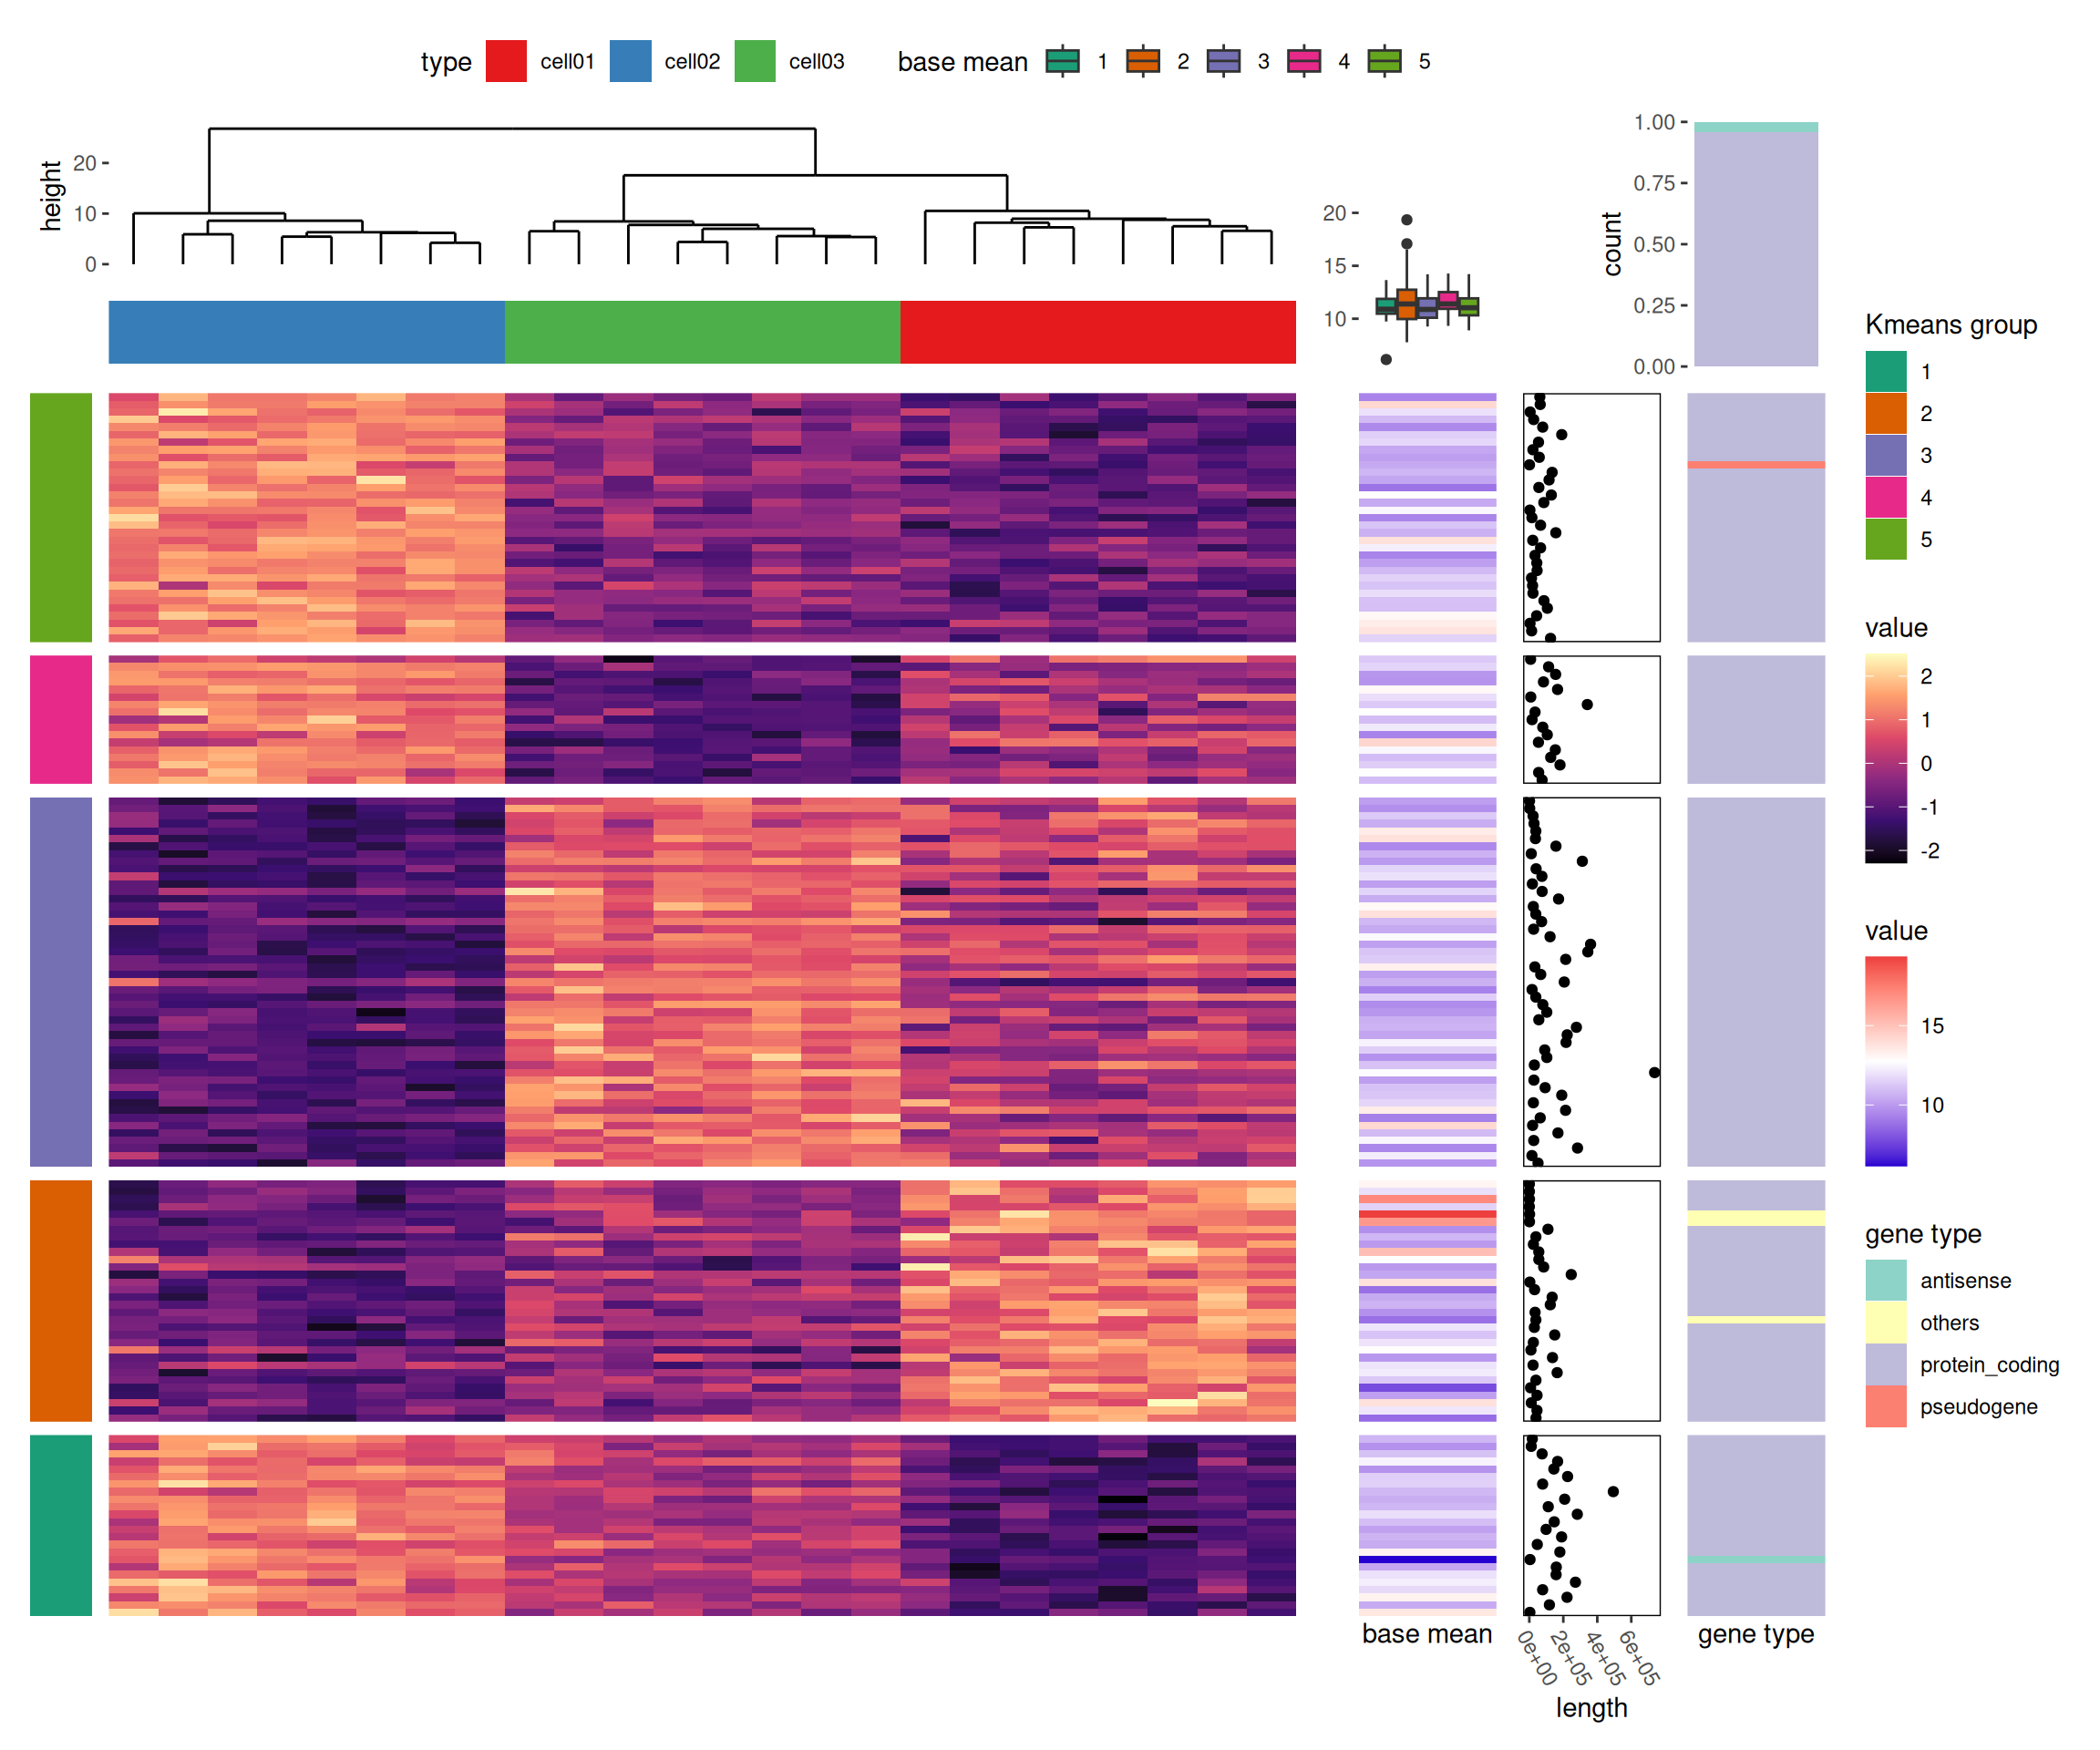 type cell01 cell02 cell03 base mean 1 2 3 4 5
height
20
10
0
20
15
10
count
1.00
0.75
0.50
0.25
0.00
Kmeans group
1
2
3
4
5
value
2
1
0
-1
-2
value
15
10
gene type
antisense
others
protein_coding
pseudogene
base mean
0e+00
2e+05
4e+05
6e+05
length
gene type